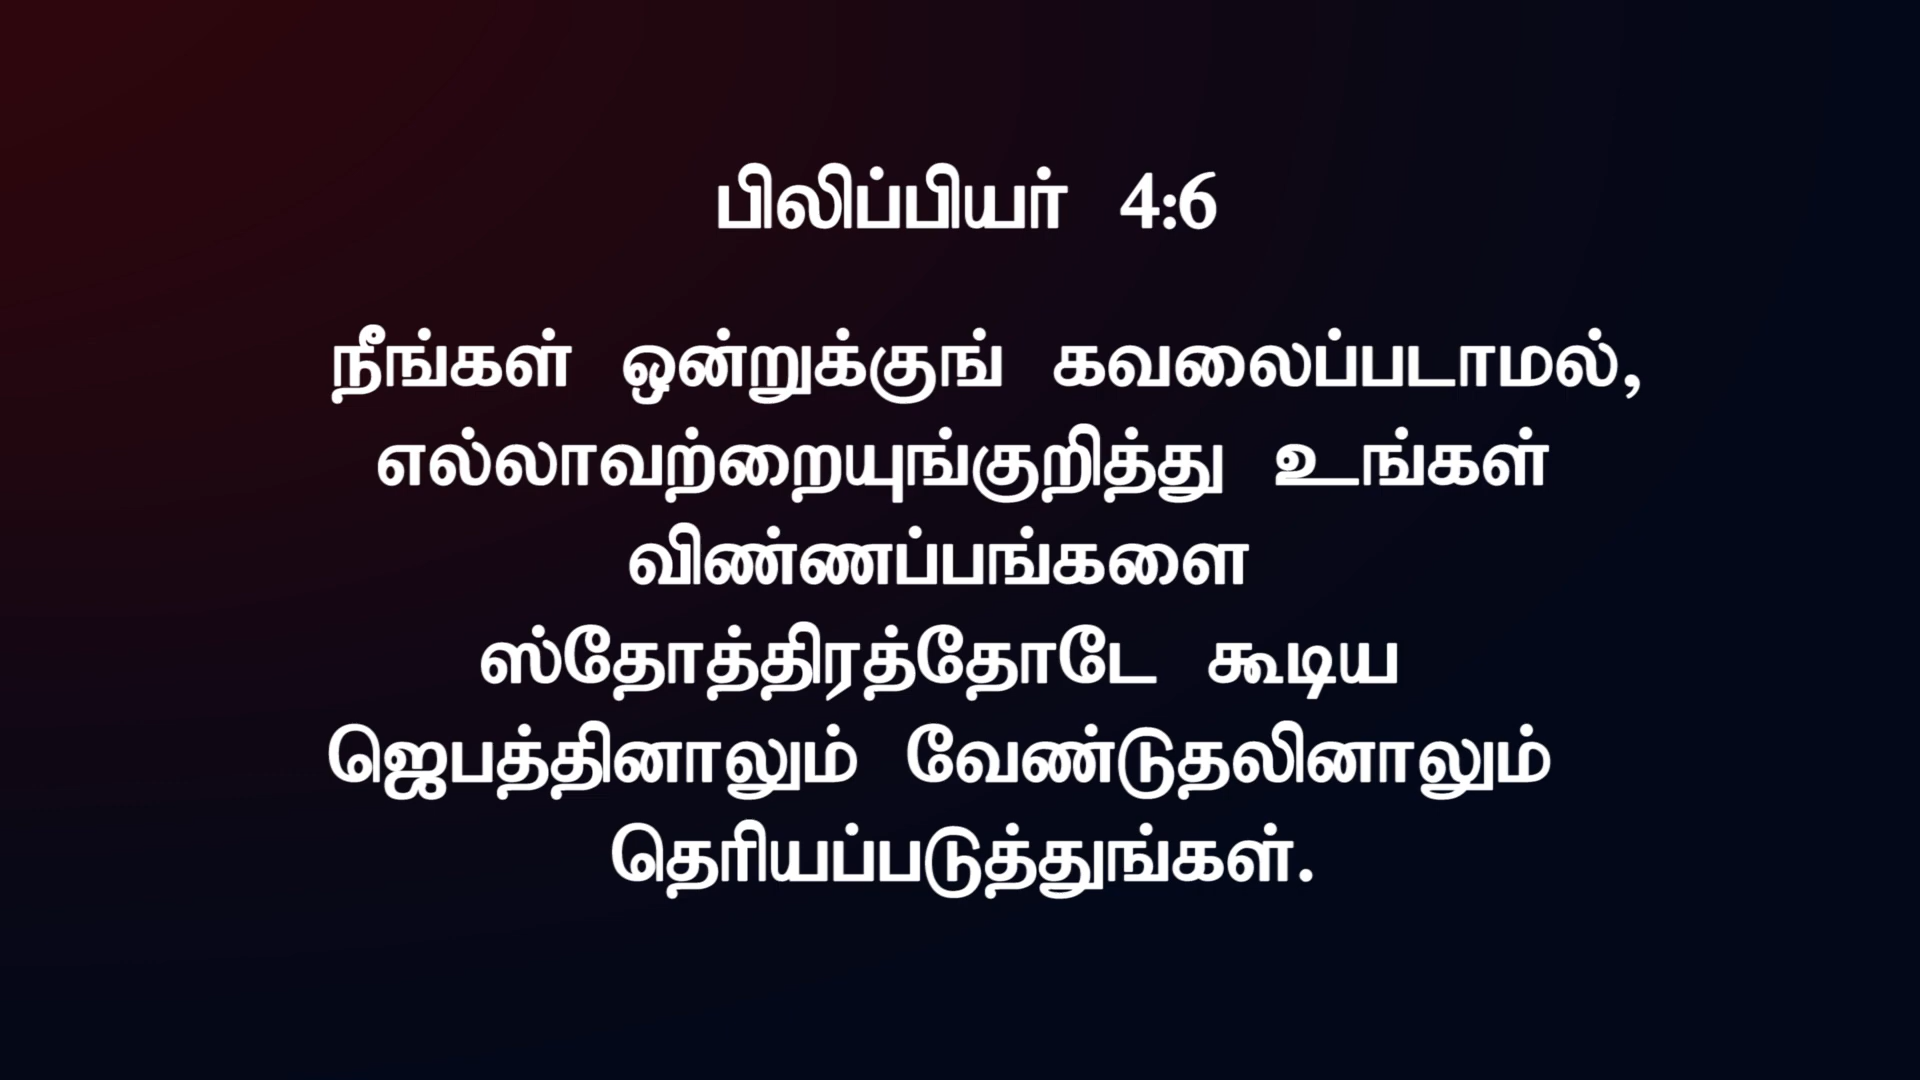 பிலிப்பியர் 4:6
நீங்கள் ஒன்றுக்குங் கவலைப்படாமல்,
எல்லாவற்றையுங்குறித்து உங்கள்
விண்ணப்பங்களை
ஸ்தோத்திரத்தோடே கூடிய
ஜெபத்தினாலும் வேண்டுதலினாலும்
தெரியப்படுத்துங்கள்.